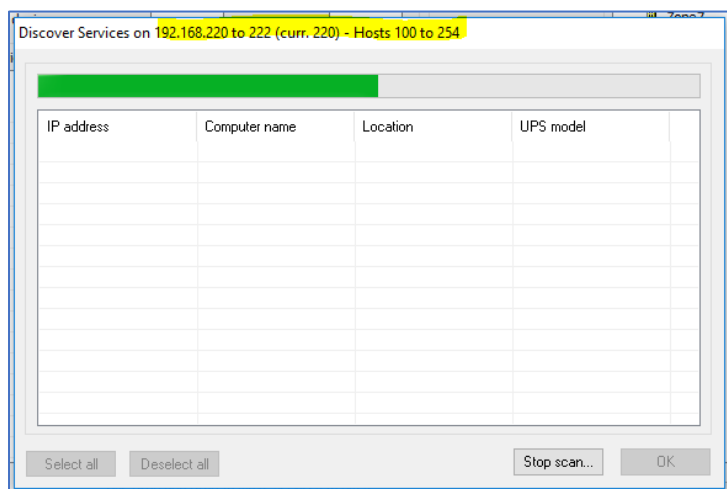 Zone7
Discover Services on 192.168.220 to 222 (curr. 220) - Hosts 100 to 254
IP address Computer name Location UPS model
Select all Deselect all Stop scan... OK